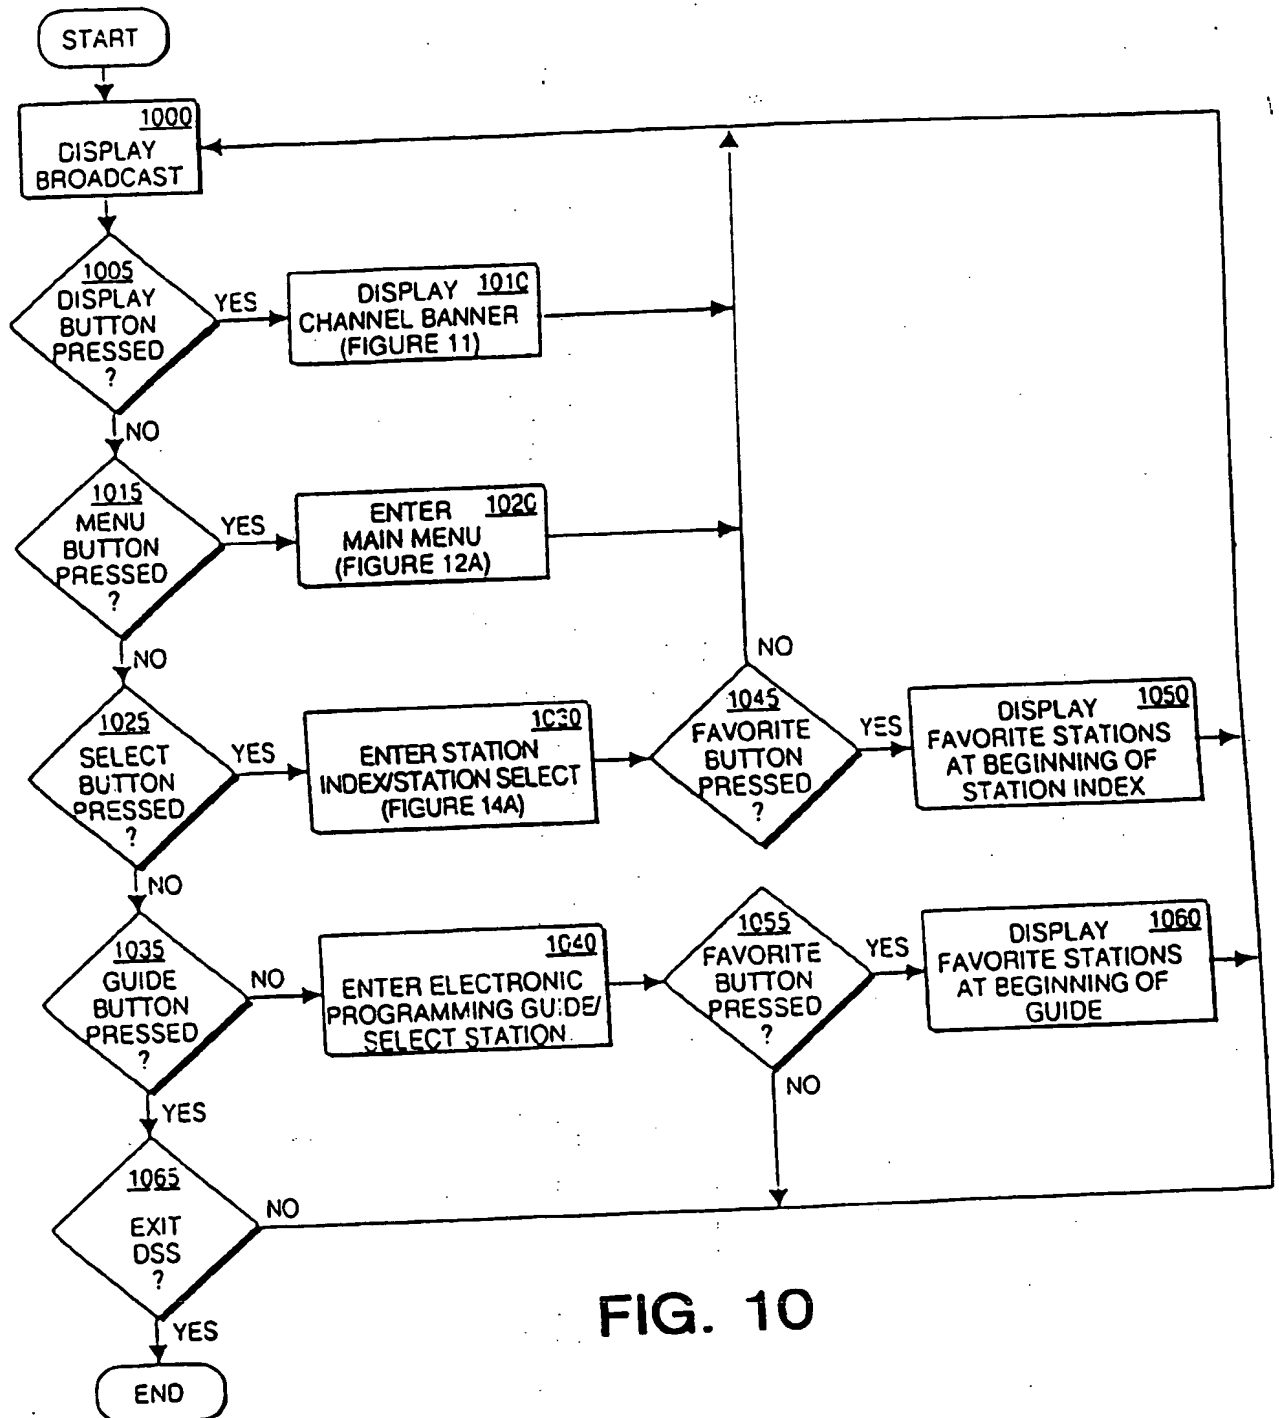 START
1000
DISPLAY
BROADCAST
1005
DISPLAY
BUTTON
PRESSED
?
YES
DISPLAY 1010
CHANNEL BANNER
(FIGURE 11)
NO
1015
MENU
BUTTON
PRESSED
?
YES
ENTER 1020
MAIN MENU
(FIGURE 12A)
NO
1025
SELECT
BUTTON
PRESSED
?
YES
1030
ENTER STATION
INDEX/STATION SELECT
(FIGURE 14A)
NO
1045
FAVORITE
BUTTON
PRESSED
?
YES
1050
DISPLAY
FAVORITE STATIONS
AT BEGINNING OF
STATION INDEX
NO
1035
GUIDE
BUTTON
PRESSED
?
NO
1040
ENTER ELECTRONIC
PROGRAMMING GUIDE/
SELECT STATION
1055
FAVORITE
BUTTON
PRESSED
?
YES
1060
DISPLAY
FAVORITE STATIONS
AT BEGINNING OF
GUIDE
NO
YES
1065
EXIT
DSS
?
NO
YES
END
FIG. 10